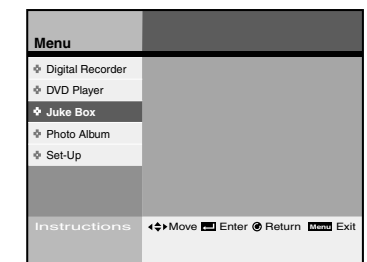 Menu
Digital Recorder
DVD Player
Juke Box
Photo Album
Set-Up
Instructions Move Enter Return Menu Exit